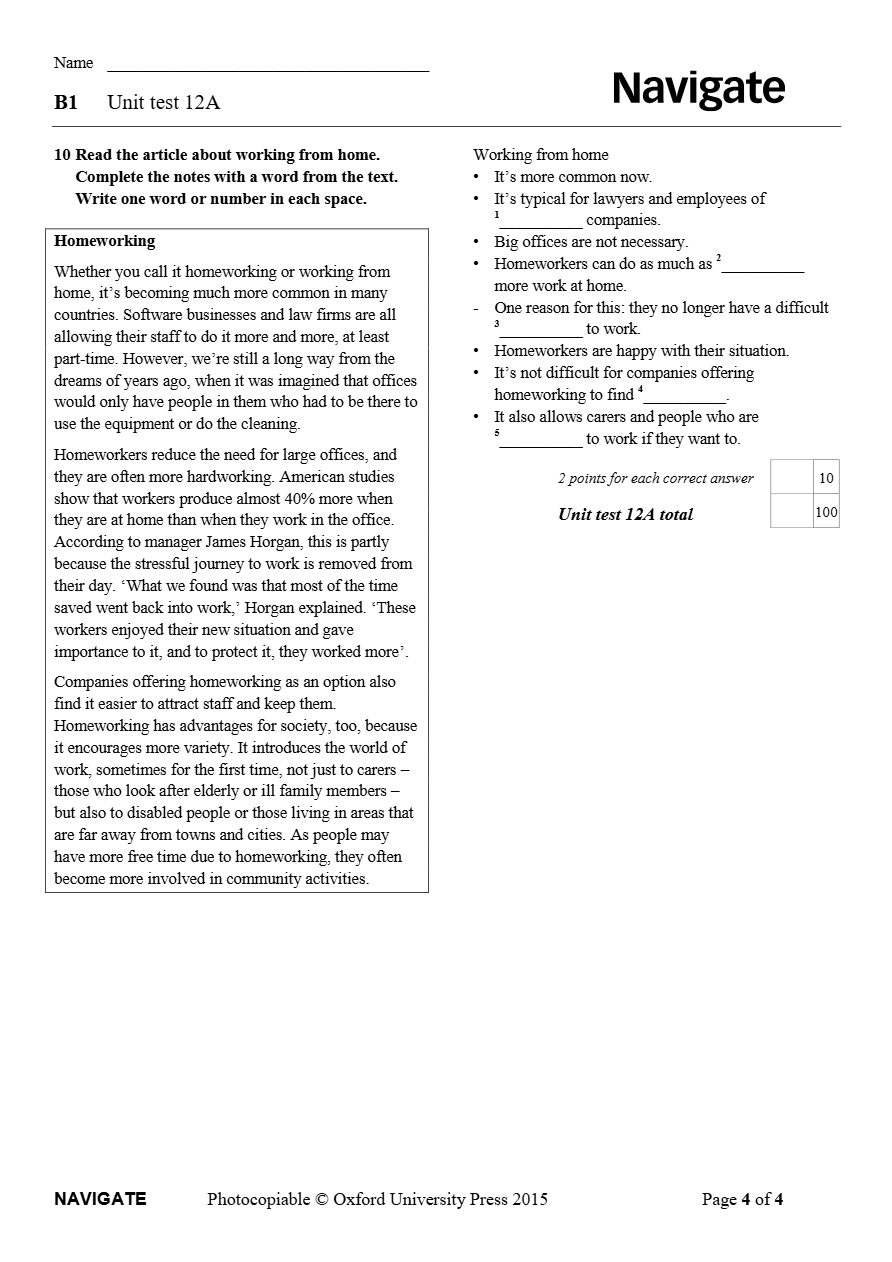 Name
Navigate
B1 Unit test 12A
10 Read the article about working from home.
Complete the notes with a word from the text.
Write one word or number in each space.
Homeworking
Whether you call it homeworking or working from
home, it's becoming much more common in many
countries. Software businesses and law firms are all
allowing their staff to do it more and more, at least
part-time. However, we're still a long way from the
dreams of years ago, when it was imagined that offices
would only have people in them who had to be there to
use the equipment or do the cleaning.
Homeworkers reduce the need for large offices, and
they are often more hardworking. American studies
show that workers produce almost 40% more when
they are at home than when they work in the office.
According to manager James Horgan, this is partly
because the stressful journey to work is removed from
their day. 'What we found was that most of the time
saved went back into work,' Horgan explained. 'These
workers enjoyed their new situation and gave
importance to it, and to protect it, they worked more'.
Companies offering homeworking as an option also
find it easier to attract staff and keep them.
Homeworking has advantages for society, too, because
it encourages more variety. It introduces the world of
work, sometimes for the first time, not just to carers –
those who look after elderly or ill family members –
but also to disabled people or those living in areas that
are far away from towns and cities. As people may
have more free time due to homeworking, they often
become more involved in community activities.
Working from home
• It's more common now.
• It's typical for lawyers and employees of
1__________ companies.
• Big offices are not necessary.
• Homeworkers can do as much as 2__________
more work at home.
- One reason for this: they no longer have a difficult
3__________ to work.
• Homeworkers are happy with their situation.
• It's not difficult for companies offering
homeworking to find 4__________.
• It also allows carers and people who are
5__________ to work if they want to.
2 points for each correct answer 10
Unit test 12A total 100
NAVIGATE Photocopiable © Oxford University Press 2015 Page 4 of 4